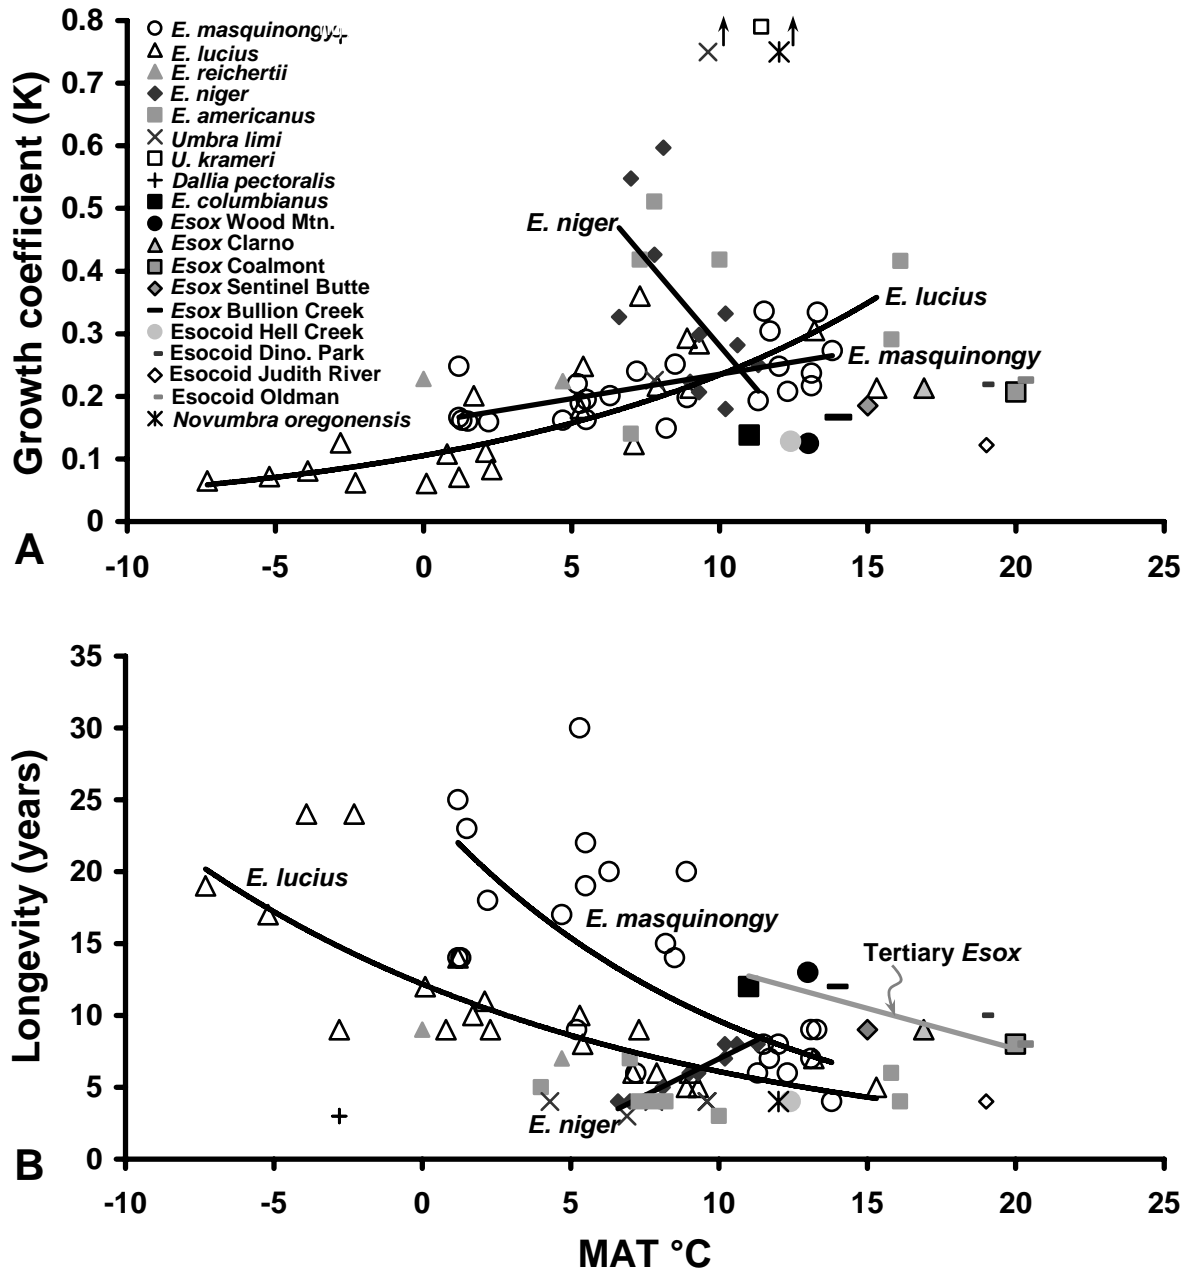 Growth coefficient (K)
0.8
0.7
0.6
0.5
0.4
0.3
0.2
0.1
0
E. masquinongy
E. lucius
E. reichertii
E. niger
E. americanus
Umbra limi
U. krameri
Dallia pectoralis
E. columbianus
Esox Wood Mtn.
Esox Clarno
Esox Coalmont
Esox Sentinel Butte
Esox Bullion Creek
Esocoid Hell Creek
Esocoid Dino. Park
Esocoid Judith River
Esocoid Oldman
Novumbra oregonensis
E. niger
E. lucius
E. masquinongy
A
-10 -5 0 5 10 15 20 25
Longevity (years)
35
30
25
20
15
10
5
0
E. lucius
E. masquinongy
Tertiary Esox
E. niger
B
-10 -5 0 5 10 15 20 25
MAT °C